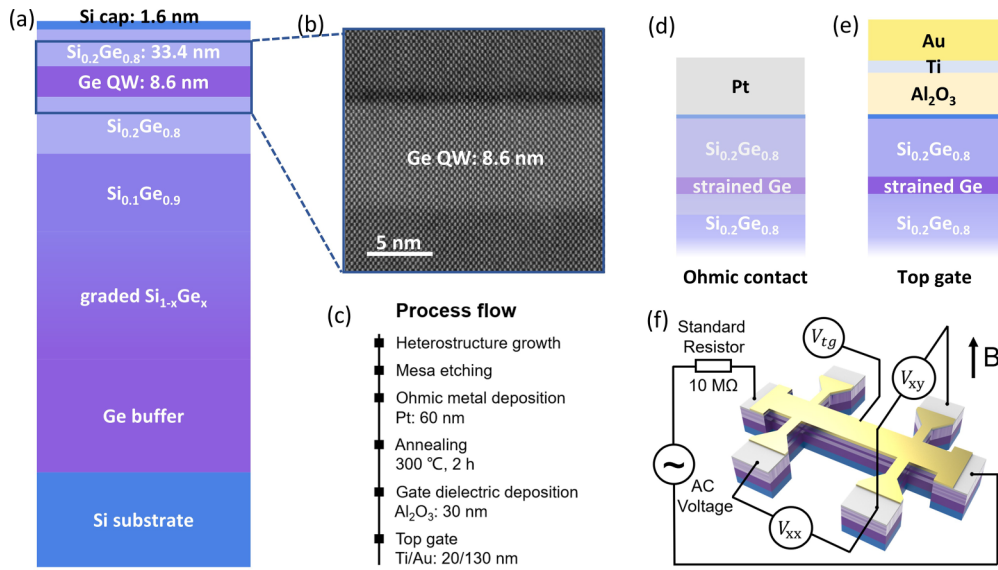 (a)
Si cap: 1.6 nm
Si₀.₂Ge₀.₈: 33.4 nm
Ge QW: 8.6 nm
Si₀.₂Ge₀.₈
Si₀.₁Ge₀.₉
graded Si₁₋ₓGeₓ
Ge buffer
Si substrate
(b)
Ge QW: 8.6 nm
5 nm
(c)
Process flow
Heterostructure growth
Mesa etching
Ohmic metal deposition
Pt: 60 nm
Annealing
300 ℃, 2 h
Gate dielectric deposition
Al₂O₃: 30 nm
Top gate
Ti/Au: 20/130 nm
(d)
Pt
Si₀.₂Ge₀.₈
strained Ge
Si₀.₂Ge₀.₈
Ohmic contact
(e)
Au
Ti
Al₂O₃
Si₀.₂Ge₀.₈
strained Ge
Si₀.₂Ge₀.₈
Top gate
(f)
Standard
Resistor
10 MΩ
AC
Voltage
~
V_tg
V_xy
V_xx
B